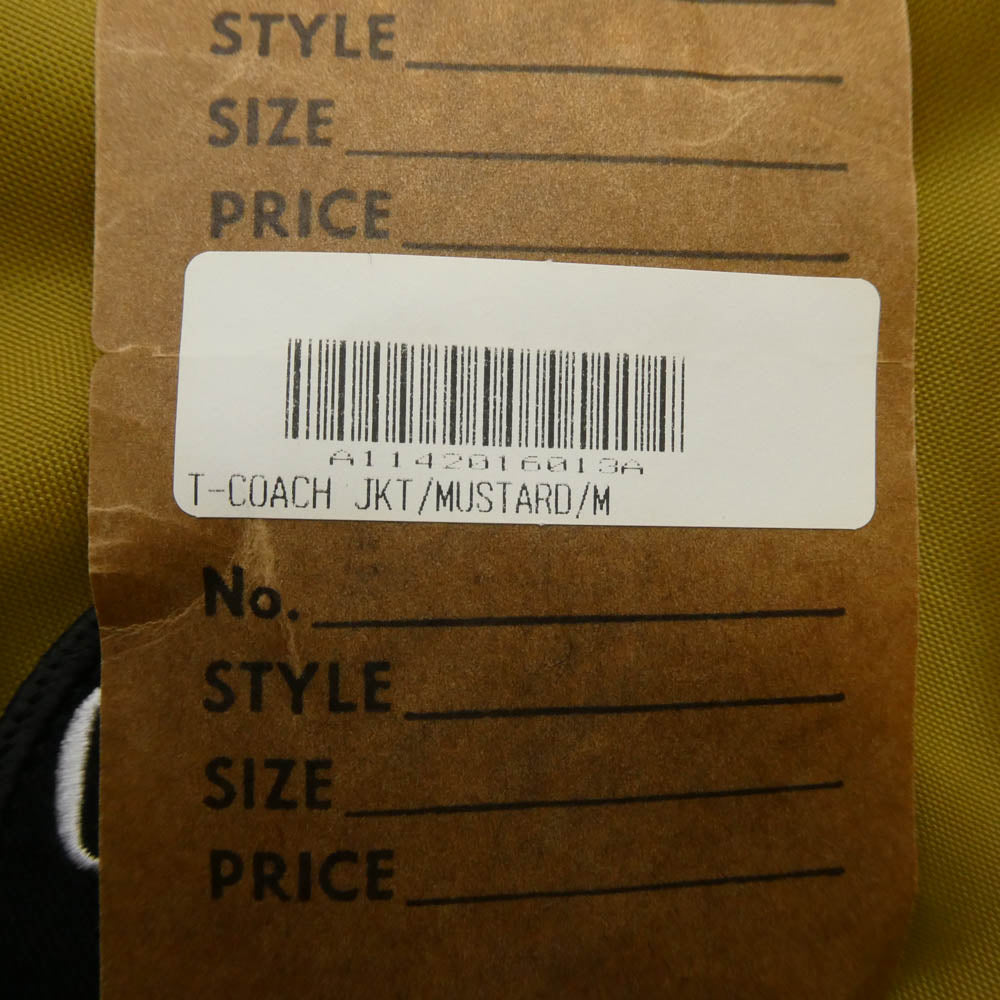 STYLE
SIZE
PRICE
A1142016013A
T-COACH JKT/MUSTARD/M
No.
STYLE
SIZE
PRICE